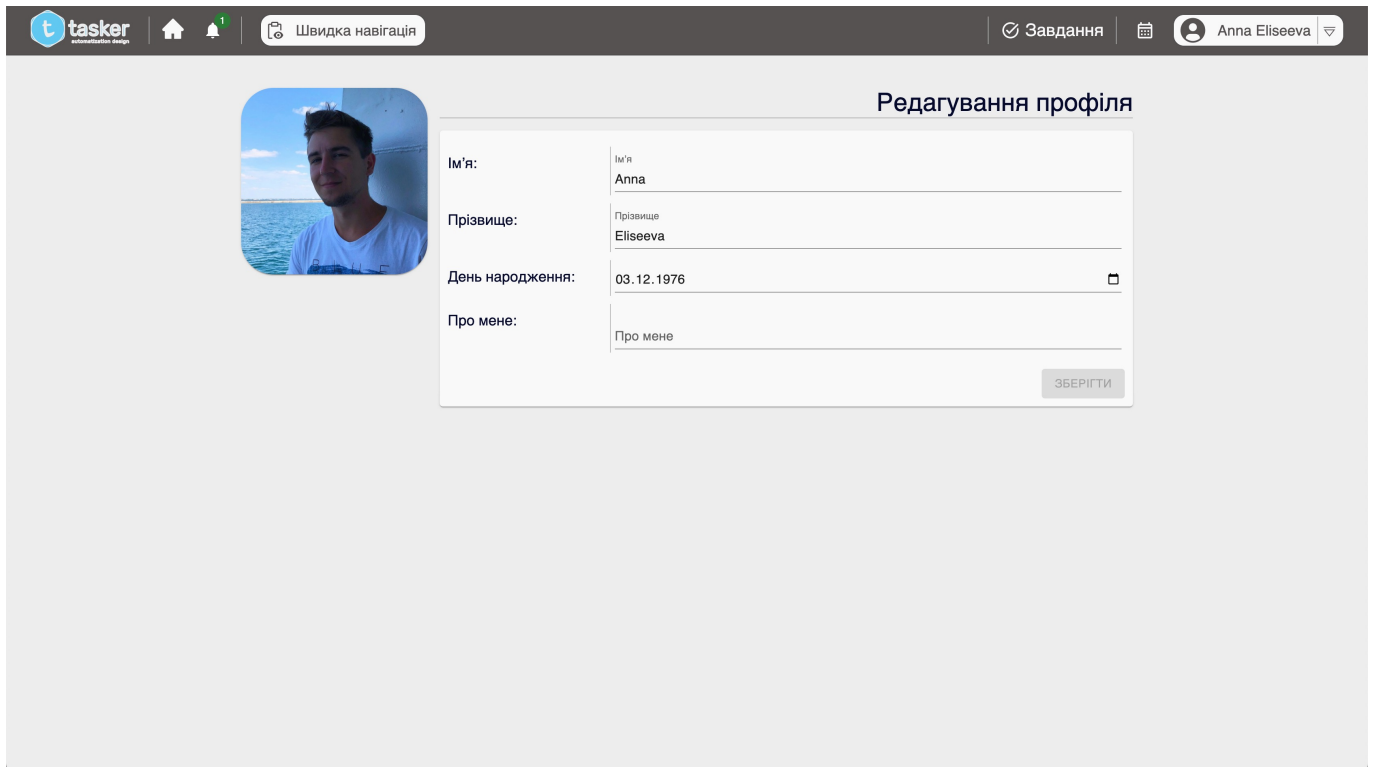 tasker
automatization design
1
Швидка навігація
Завдання
Anna Eliseeva
Редагування профіля
Ім'я:
Ім'я
Anna
Прізвище:
Прізвище
Eliseeva
День народження:
03.12.1976
Про мене:
Про мене
ЗБЕРІГТИ